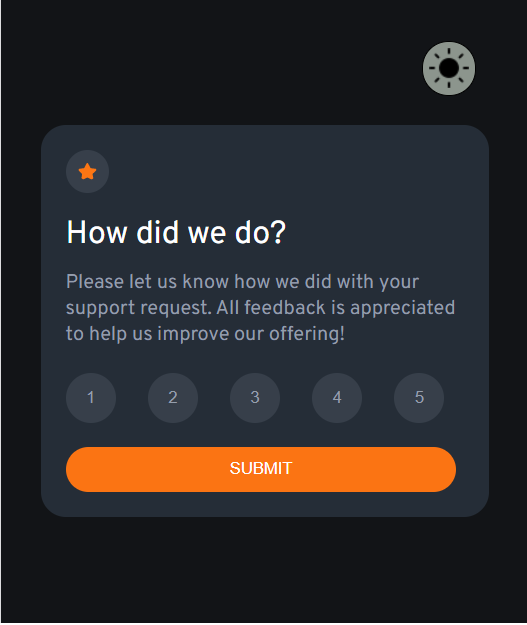 How did we do?
Please let us know how we did with your
support request. All feedback is appreciated
to help us improve our offering!
1 2 3 4 5
SUBMIT